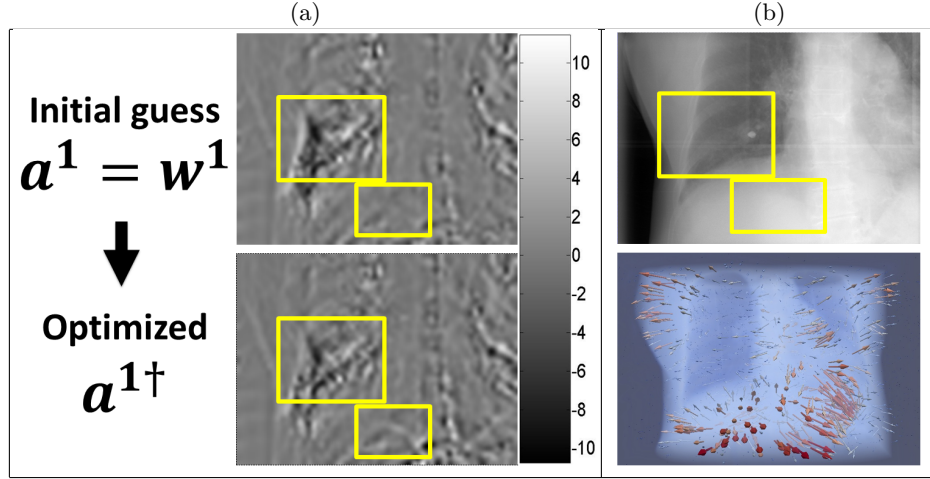 (a)
(b)
Initial guess
a¹ = w¹
Optimized
a¹†
10
8
6
4
2
0
-2
-4
-6
-8
-10